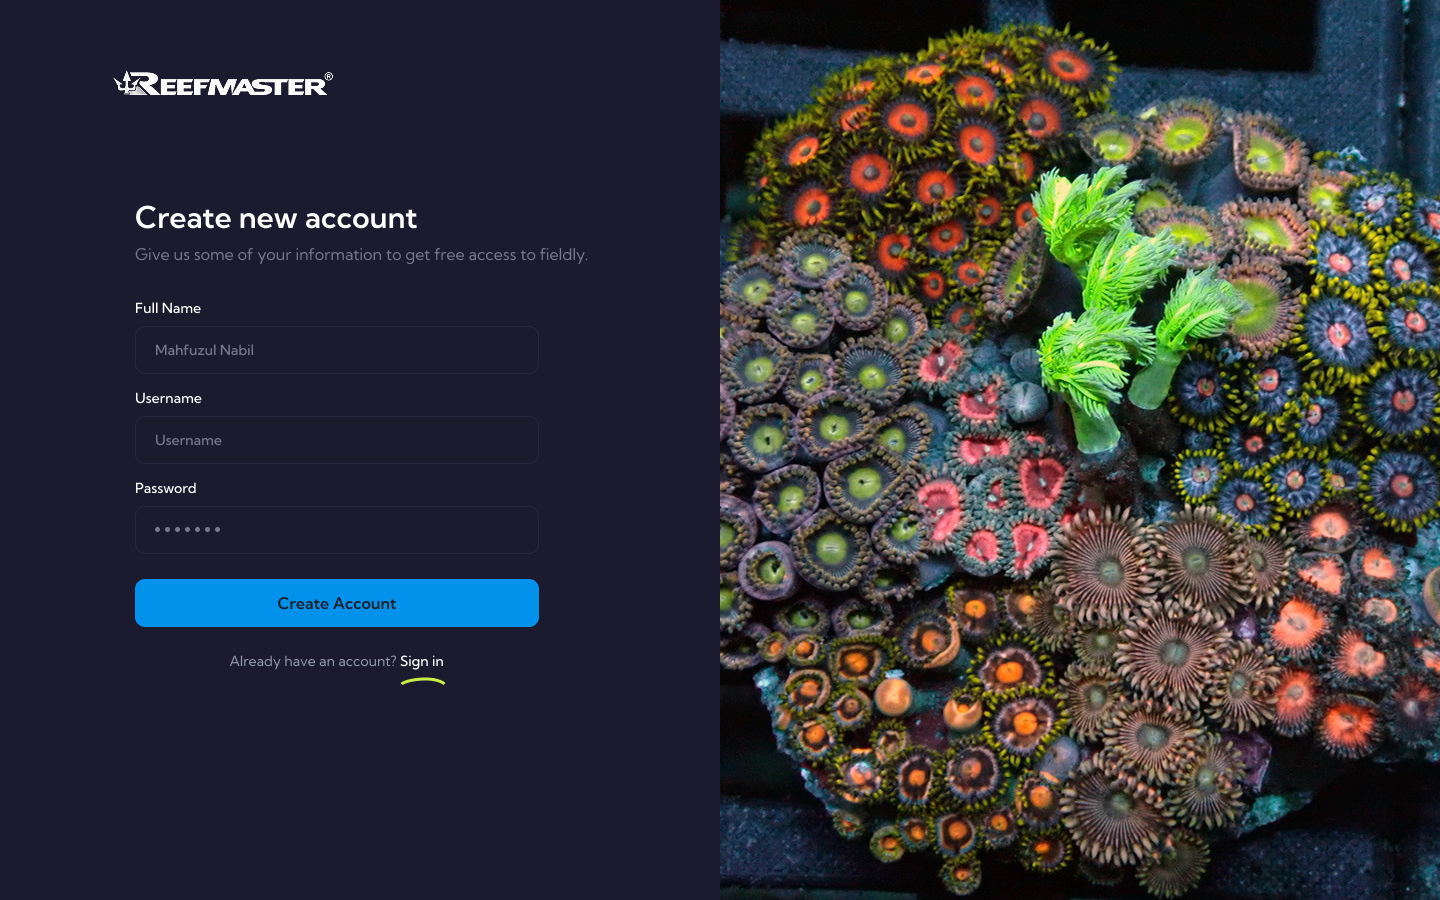 REEFMASTER®
Create new account
Give us some of your information to get free access to fieldly.
Full Name
Mahfuzul Nabil
Username
Username
Password
•••••••
Create Account
Already have an account? Sign in